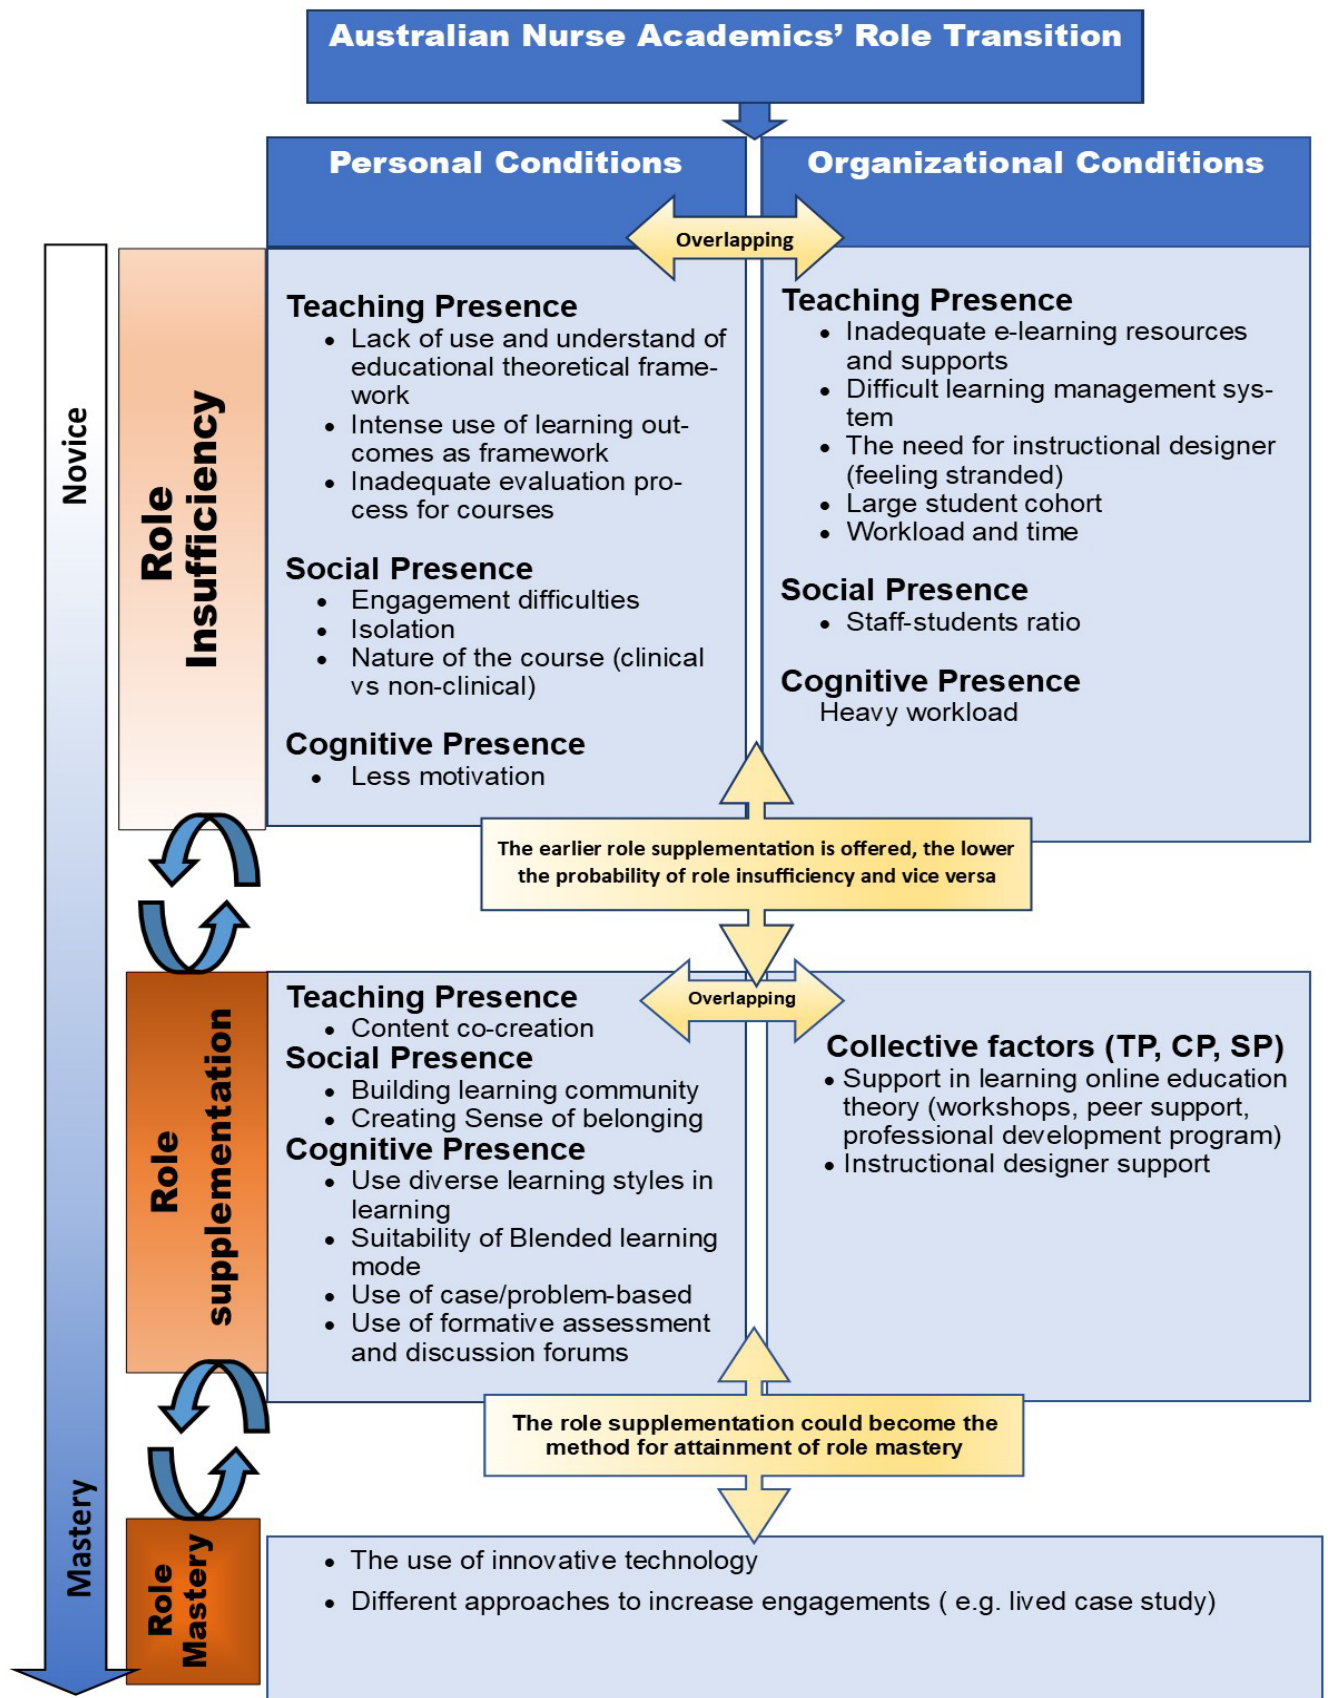 Australian Nurse Academics’ Role Transition
Personal Conditions
Organizational Conditions
Overlapping
Novice
Mastery
Role
Insufficiency
Teaching Presence
• Lack of use and understand of
educational theoretical frame-
work
• Intense use of learning out-
comes as framework
• Inadequate evaluation pro-
cess for courses
Social Presence
• Engagement difficulties
• Isolation
• Nature of the course (clinical
vs non-clinical)
Cognitive Presence
• Less motivation
Teaching Presence
• Inadequate e-learning resources
and supports
• Difficult learning management sys-
tem
• The need for instructional designer
(feeling stranded)
• Large student cohort
• Workload and time
Social Presence
• Staff-students ratio
Cognitive Presence
Heavy workload
The earlier role supplementation is offered, the lower
the probability of role insufficiency and vice versa
Role
supplementation
Overlapping
Teaching Presence
• Content co-creation
Social Presence
• Building learning community
• Creating Sense of belonging
Cognitive Presence
• Use diverse learning styles in
learning
• Suitability of Blended learning
mode
• Use of case/problem-based
• Use of formative assessment
and discussion forums
Collective factors (TP, CP, SP)
• Support in learning online education
theory (workshops, peer support,
professional development program)
• Instructional designer support
The role supplementation could become the
method for attainment of role mastery
Role
Mastery
• The use of innovative technology
• Different approaches to increase engagements ( e.g. lived case study)